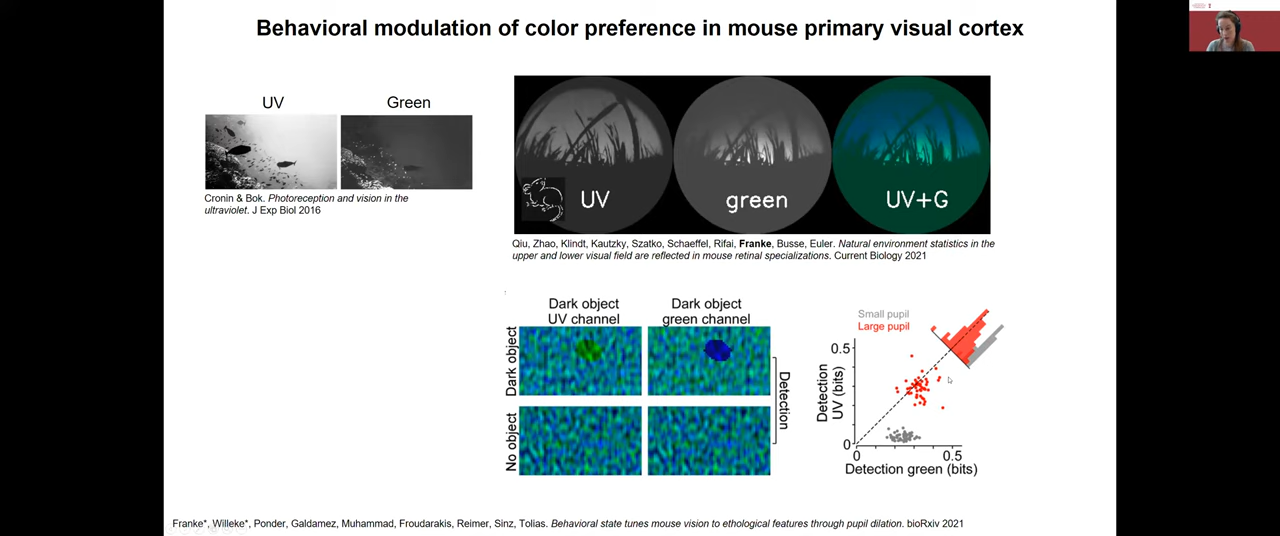 Behavioral modulation of color preference in mouse primary visual cortex
UV
Green
Cronin & Bok. Photoreception and vision in the
ultraviolet. J Exp Biol 2016
UV
green
UV+G
Qiu, Zhao, Klindt, Kautzky, Szatko, Schaeffel, Rifai, Franke, Busse, Euler. Natural environment statistics in the
upper and lower visual field are reflected in mouse retinal specializations. Current Biology 2021
Dark object
UV channel
Dark object
green channel
Dark object
No object
Detection
Small pupil
Large pupil
0.5
0
Detection
UV (bits)
0
0.5
Detection green (bits)
Franke*, Willeke*, Ponder, Galdamez, Muhammad, Froudarakis, Reimer, Sinz, Tolias. Behavioral state tunes mouse vision to ethological features through pupil dilation. bioRxiv 2021